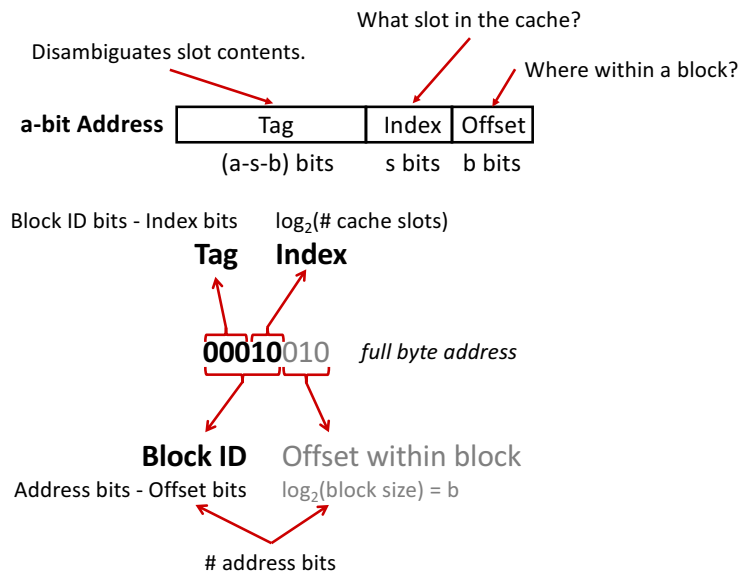 What slot in the cache?
Disambiguates slot contents.
Where within a block?
a-bit Address Tag Index Offset
(a-s-b) bits s bits b bits
Block ID bits - Index bits log₂(# cache slots)
Tag Index
00010010 full byte address
Block ID Offset within block
Address bits - Offset bits log₂(block size) = b
# address bits